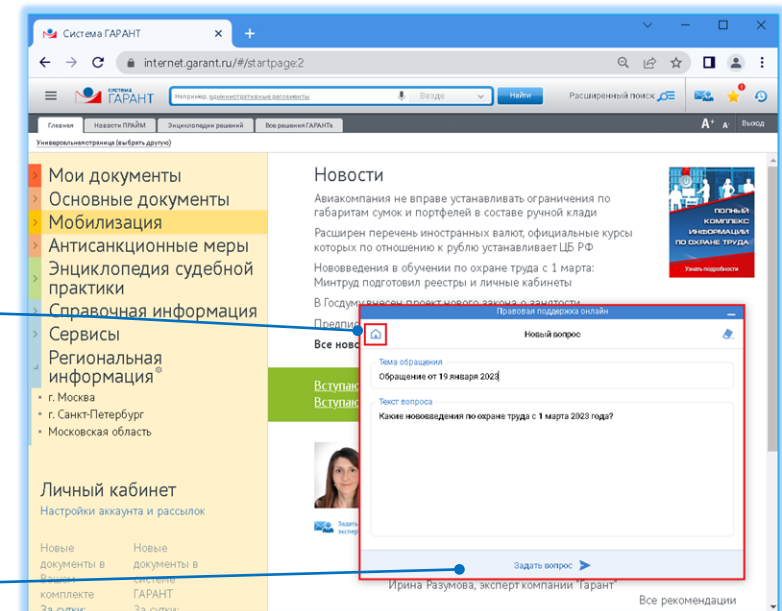 Система ГАРАНТ
internet.garant.ru/#/startpage:2
СИСТЕМА
ГАРАНТ
Например, административные регламенты
Везде
Найти
Расширенный поиск
Главная
Новости ПРАЙМ
Энциклопедии решений
Все решения ГАРАНТа
A+ A-
Выход
Универсальная страница (выбрать другую)
Мои документы
Основные документы
Мобилизация
Антисанкционные меры
Энциклопедия судебной
практики
Справочная информация
Сервисы
Региональная
информация
г. Москва
г. Санкт-Петербург
Московская область
Личный кабинет
Настройки аккаунта и рассылок
Новые
документы в
Вашем
комплекте
За сутки:
Новые
документы в
системе
ГАРАНТ
За сутки:
Новости
Авиакомпания не вправе устанавливать ограничения по
габаритам сумок и портфелей в составе ручной клади
Расширен перечень иностранных валют, официальные курсы
которых по отношению к рублю устанавливает ЦБ РФ
Нововведения в обучении по охране труда с 1 марта:
Минтруд подготовил реестры и личные кабинеты
В Госдуму внесен проект нового закона о занятости
Предпис
Все ново
Вступаю
Вступаю
Задать
экспер
ПОЛНЫЙ
КОМПЛЕКС
ИНФОРМАЦИИ
ПО ОХРАНЕ ТРУДА
Узнать подробности
Правовая поддержка онлайн
Новый вопрос
Тема обращения
Обращение от 19 января 2023
Текст вопроса
Какие нововведения по охране труда с 1 марта 2023 года?
Задать вопрос
Ирина Разумова, эксперт компании "Гарант"
Все рекомендации